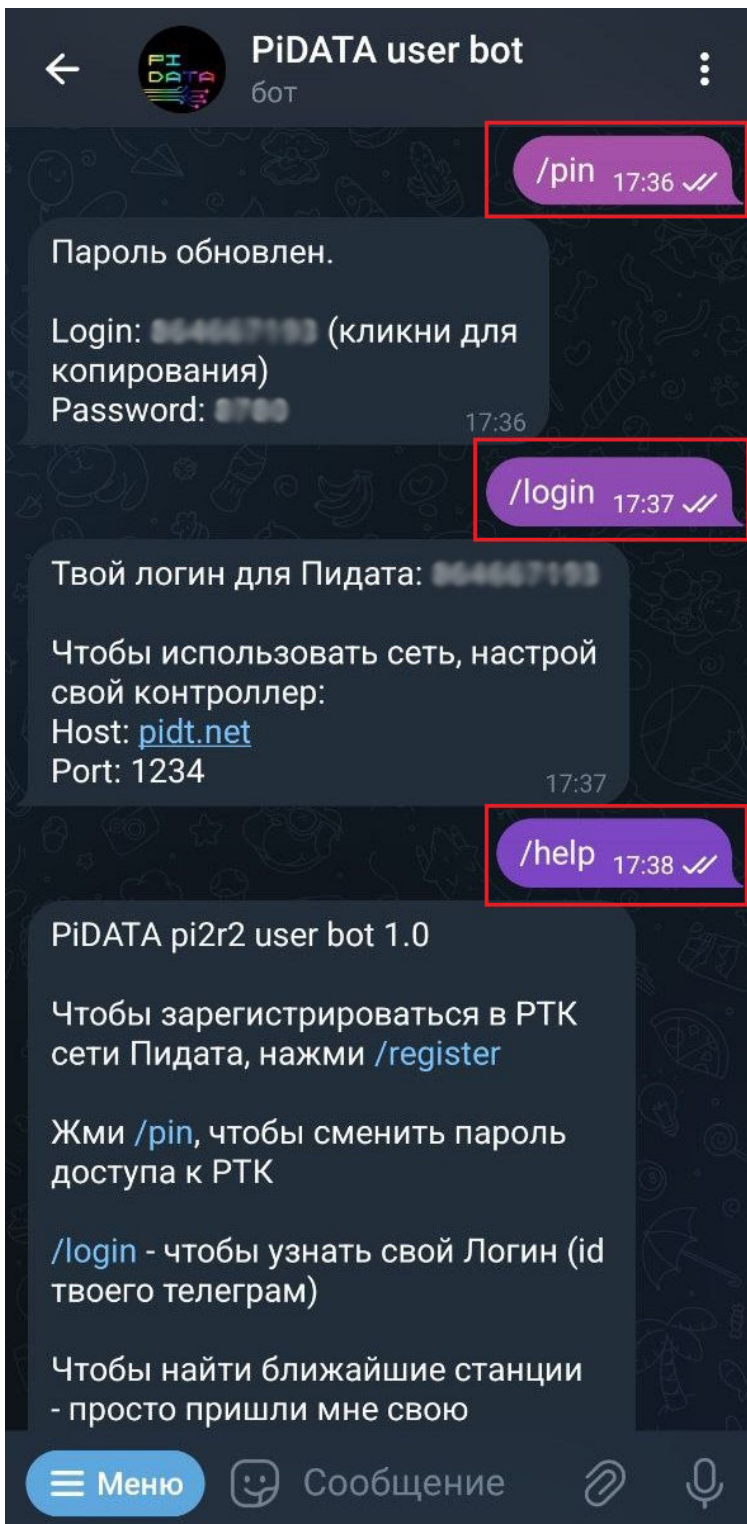 PI
DATA
PiDATA user bot
бот
/pin 17:36
Пароль обновлен.
Login: (кликни для
копирования)
Password:
17:36
/login 17:37
Твой логин для Пидата:
Чтобы использовать сеть, настрой
свой контроллер:
Host: pidt.net
Port: 1234
17:37
/help 17:38
PiDATA pi2r2 user bot 1.0
Чтобы зарегистрироваться в РТК
сети Пидата, нажми /register
Жми /pin, чтобы сменить пароль
доступа к РТК
/login - чтобы узнать свой Логин (id
твоего телеграм)
Чтобы найти ближайшие станции
- просто пришли мне свою
Меню
Сообщение